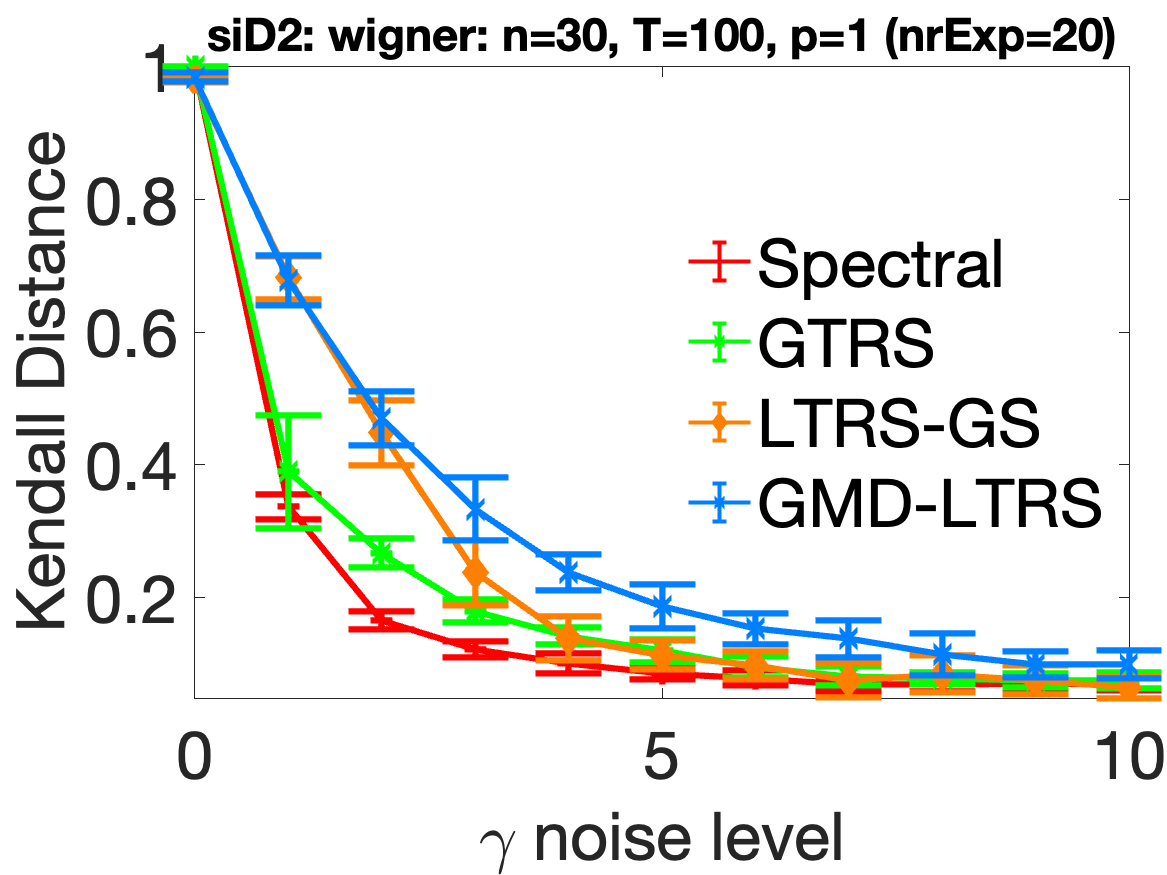 siD2: wigner: n=30, T=100, p=1 (nrExp=20)
1
0.8
0.6
0.4
0.2
Kendall Distance
Spectral
GTRS
LTRS-GS
GMD-LTRS
0 5 10
γ noise level